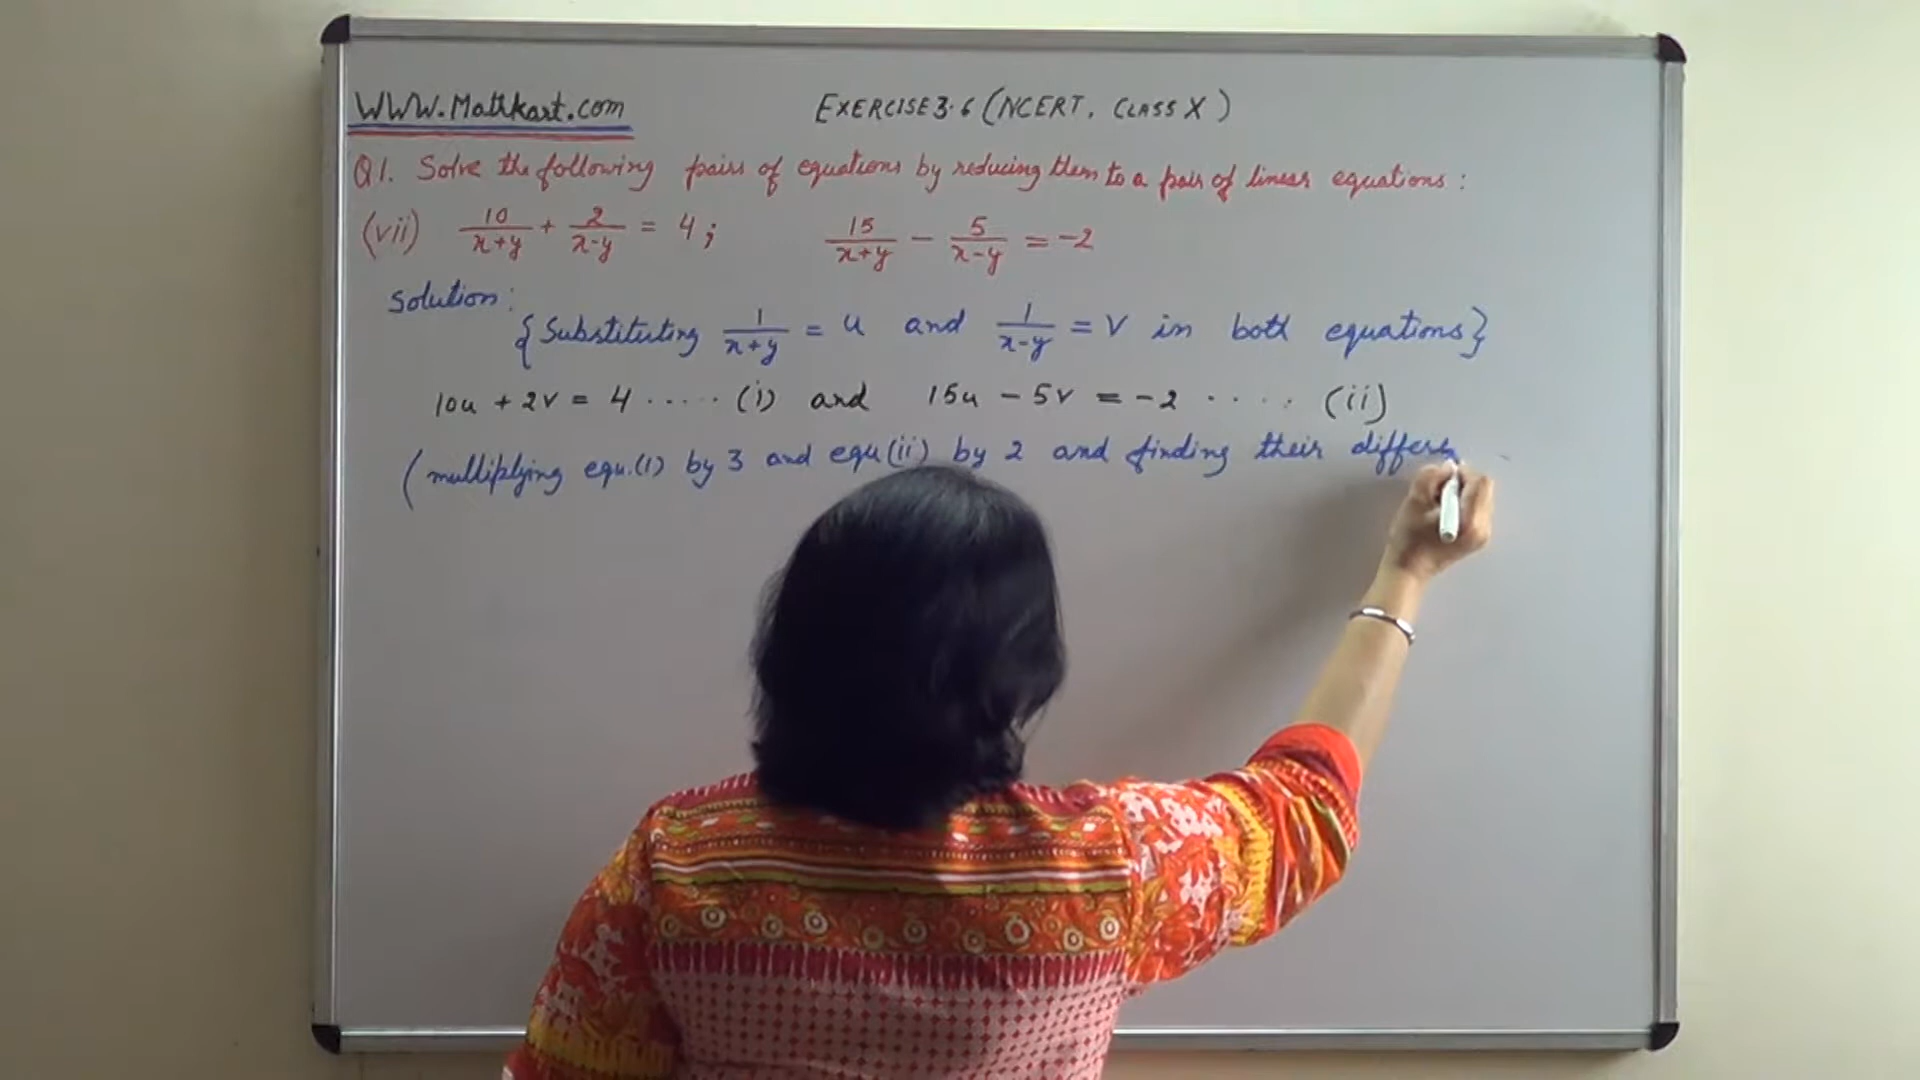 WWW.Mathkart.com EXERCISE 3.6 (NCERT, CLASS X)
Q1. Solve the following pairs of equations by reducing them to a pair of linear equations:
(vii) 10/(x+y) + 2/(x-y) = 4; 15/(x+y) - 5/(x-y) = -2
Solution:
{Substituting 1/(x+y) = u and 1/(x-y) = v in both equations}
10u + 2v = 4 ..... (i) and 15u - 5v = -2 ..... (ii)
(multiplying equ.(i) by 3 and equ(ii) by 2 and finding their differe